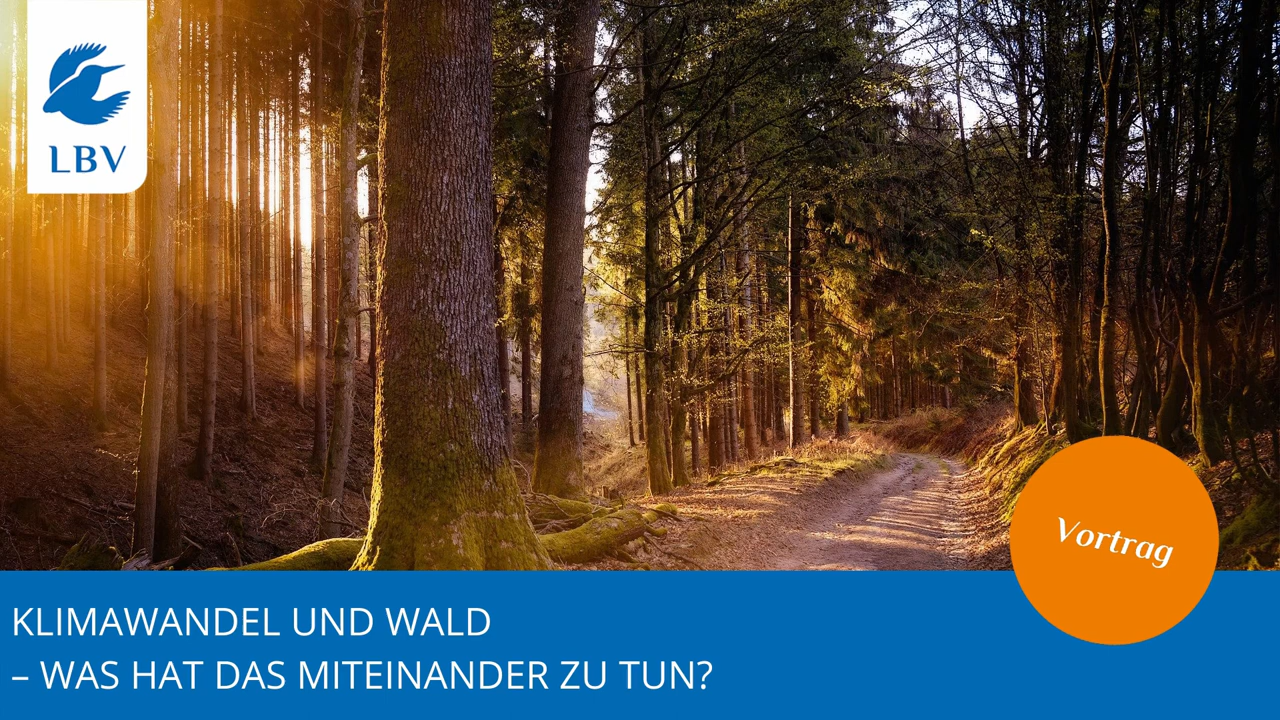 LBV
Vortrag
KLIMAWANDEL UND WALD
– WAS HAT DAS MITEINANDER ZU TUN?